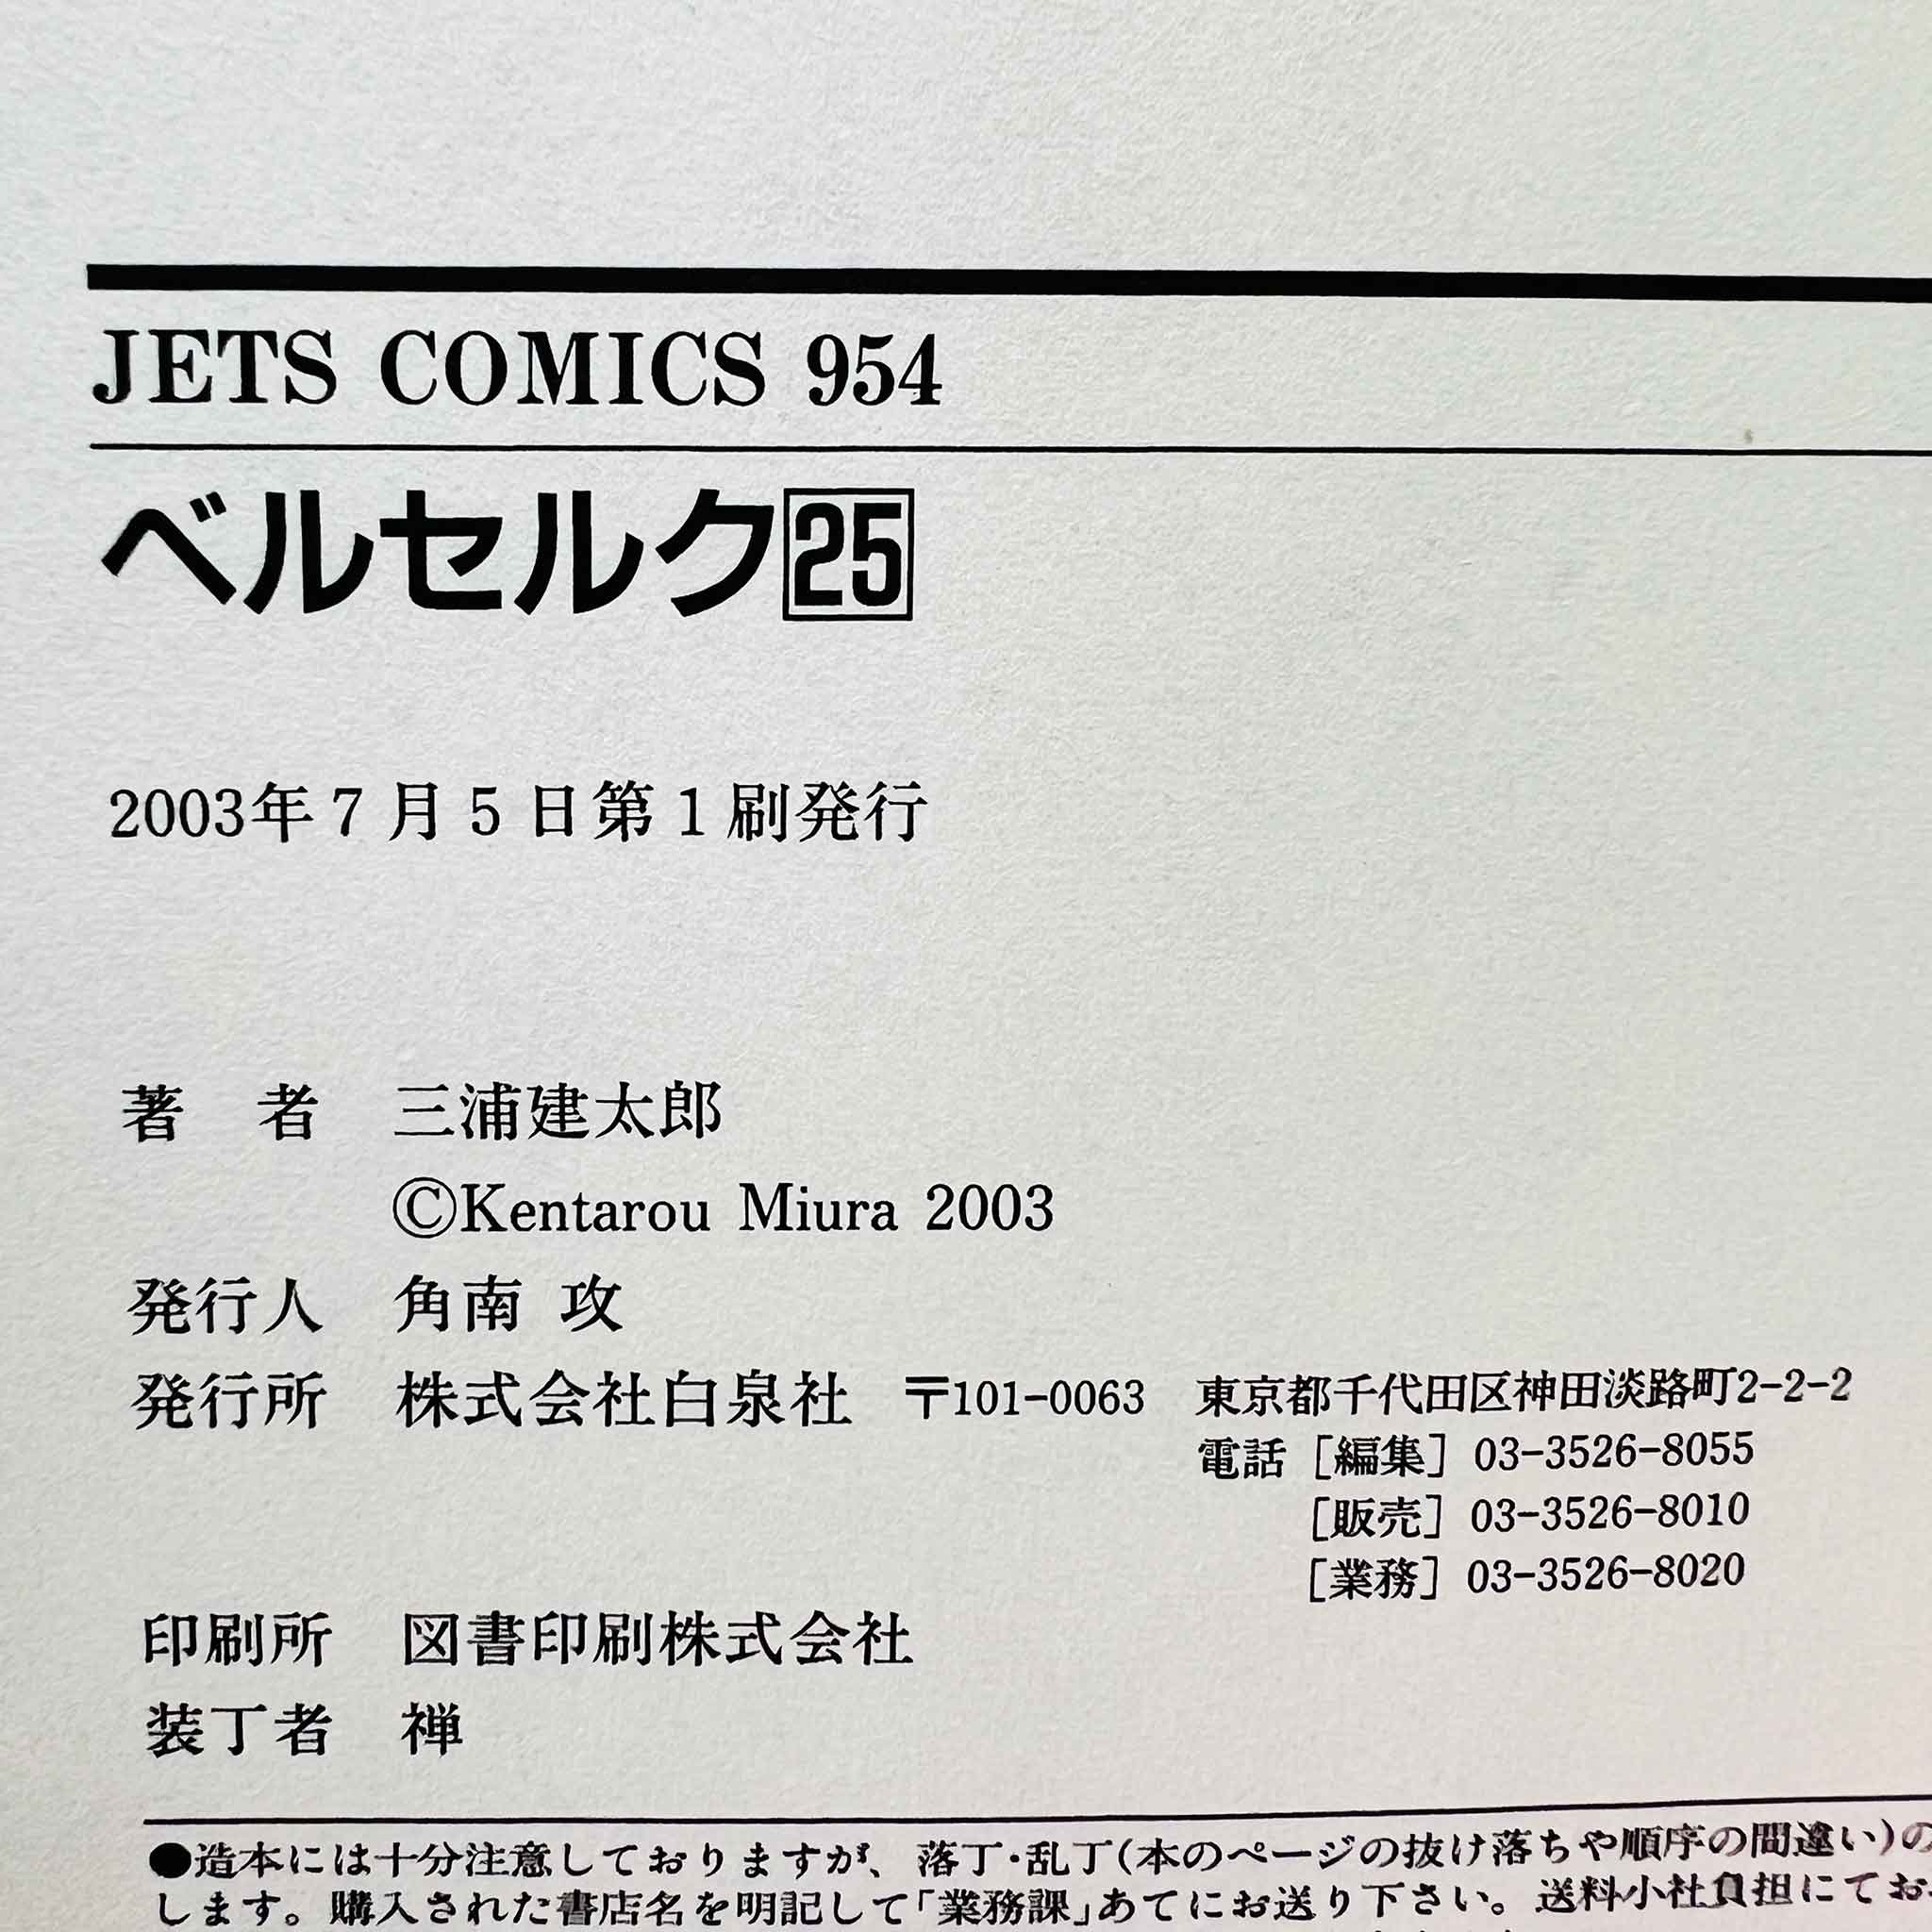 JETS COMICS 954
ベルセルク25
2003年7月5日第1刷発行
著 者 三浦建太郎
©Kentarou Miura 2003
発行人 角南 攻
発行所 株式会社白泉社 〒101-0063 東京都千代田区神田淡路町2-2-2
電話 [編集] 03-3526-8055
[販売] 03-3526-8010
[業務] 03-3526-8020
印刷所 図書印刷株式会社
装丁者 禅
●造本には十分注意しておりますが、落丁・乱丁(本のページの抜け落ちや順序の間違い)の
します。購入された書店名を明記して「業務課」あてにお送り下さい。送料小社負担にてお